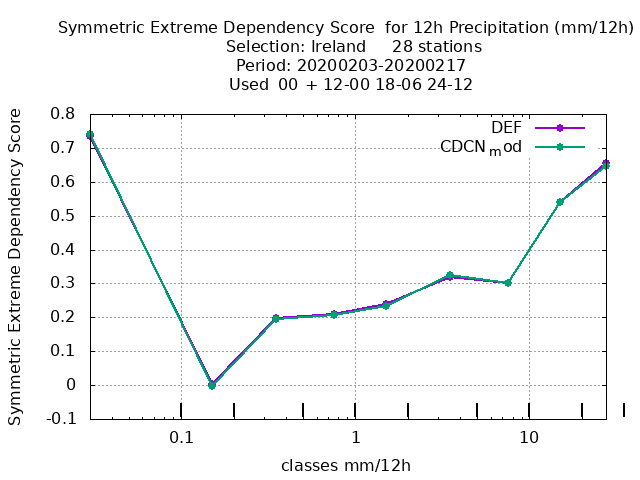 Symmetric Extreme Dependency Score  for 12h Precipitation (mm/12h)
Selection: Ireland     28 stations
Period: 20200203-20200217
Used  00  + 12-00 18-06 24-12
Symmetric Extreme Dependency Score
0.8
0.7
0.6
0.5
0.4
0.3
0.2
0.1
0
-0.1
DEF
CDCN_mod
0.1 1 10
classes mm/12h